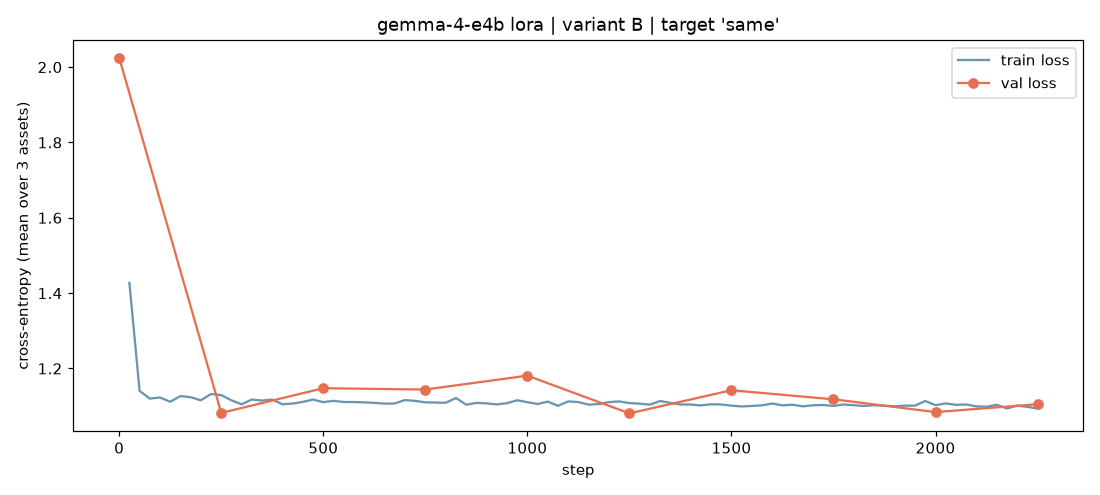 gemma-4-e4b lora | variant B | target 'same'
train loss
val loss
cross-entropy (mean over 3 assets)
2.0
1.8
1.6
1.4
1.2
0
500
1000
1500
2000
step